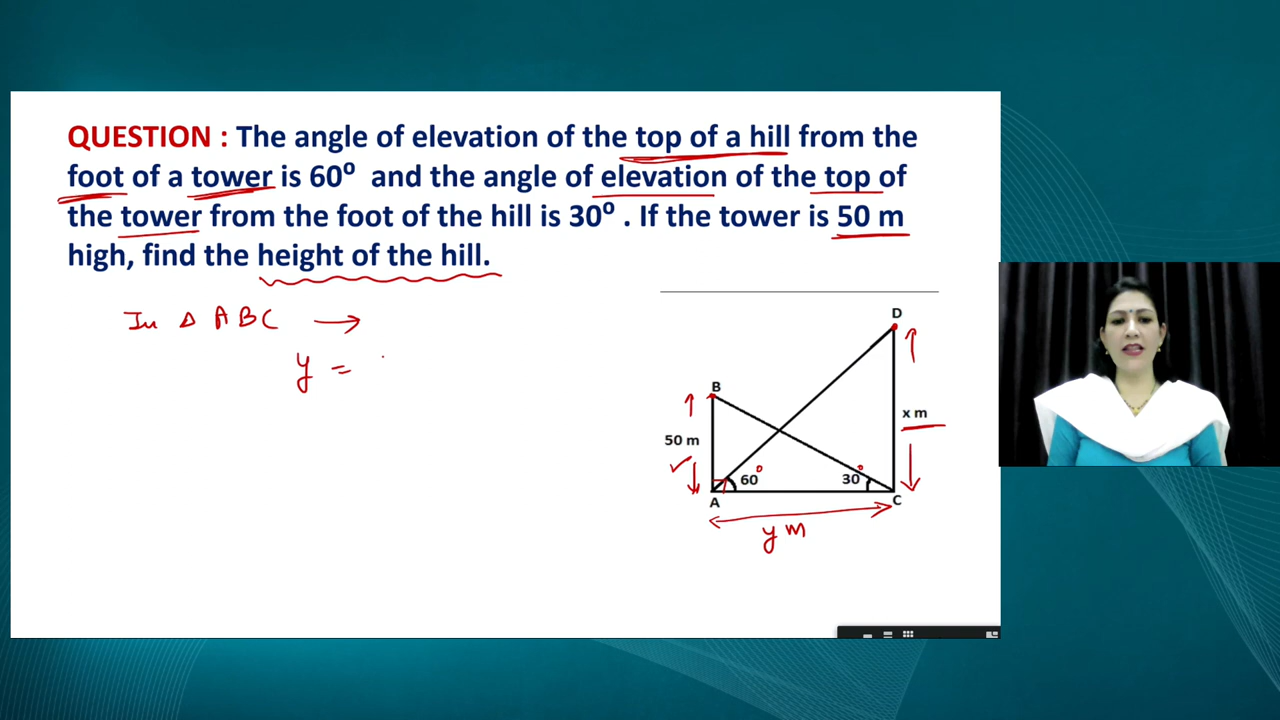 QUESTION : The angle of elevation of the top of a hill from the
foot of a tower is 60⁰ and the angle of elevation of the top of
the tower from the foot of the hill is 30⁰ . If the tower is 50 m
high, find the height of the hill.
In Δ ABC →
y =
D
B
x m
50 m
60°
30°
A
C
y m